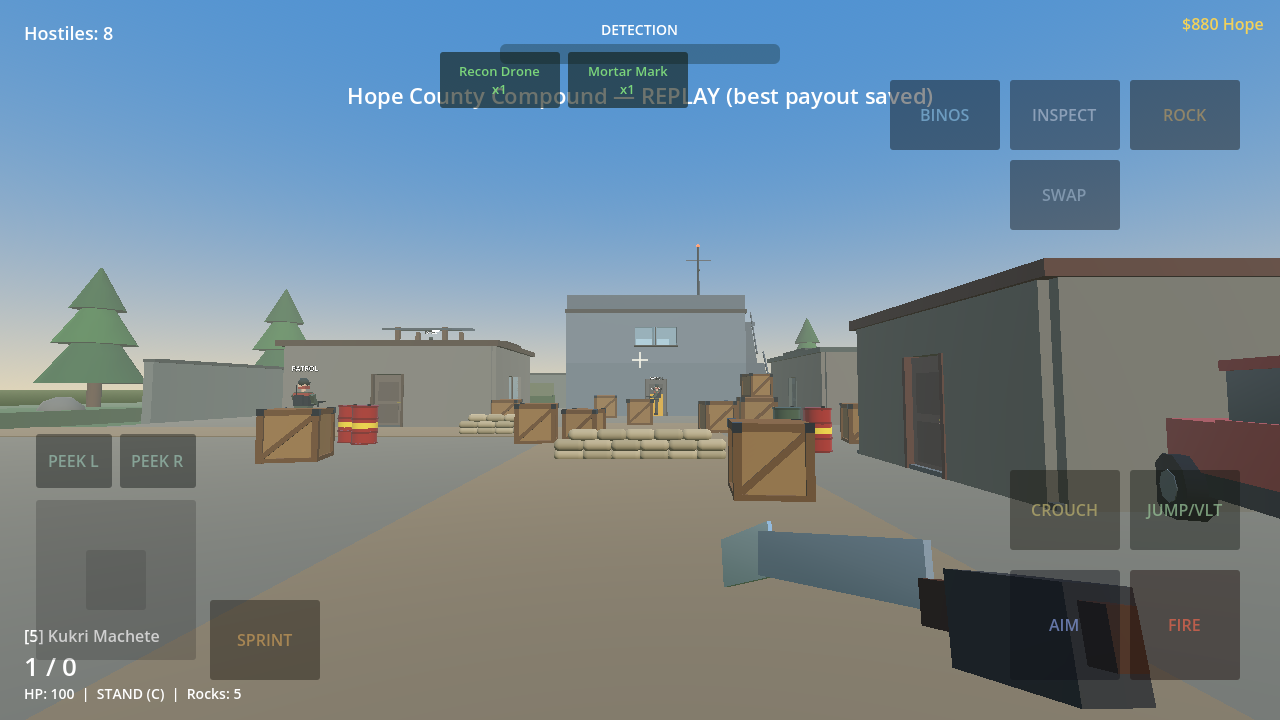 Hostiles: 8
DETECTION
$880 Hope
Recon Drone
x1
Mortar Mark
x1
Hope County Compound — REPLAY (best payout saved)
BINOS
INSPECT
ROCK
SWAP
PATROL
PEEK L
PEEK R
CROUCH
JUMP/VLT
[5] Kukri Machete
SPRINT
AIM
FIRE
1 / 0
HP: 100 | STAND (C) | Rocks: 5